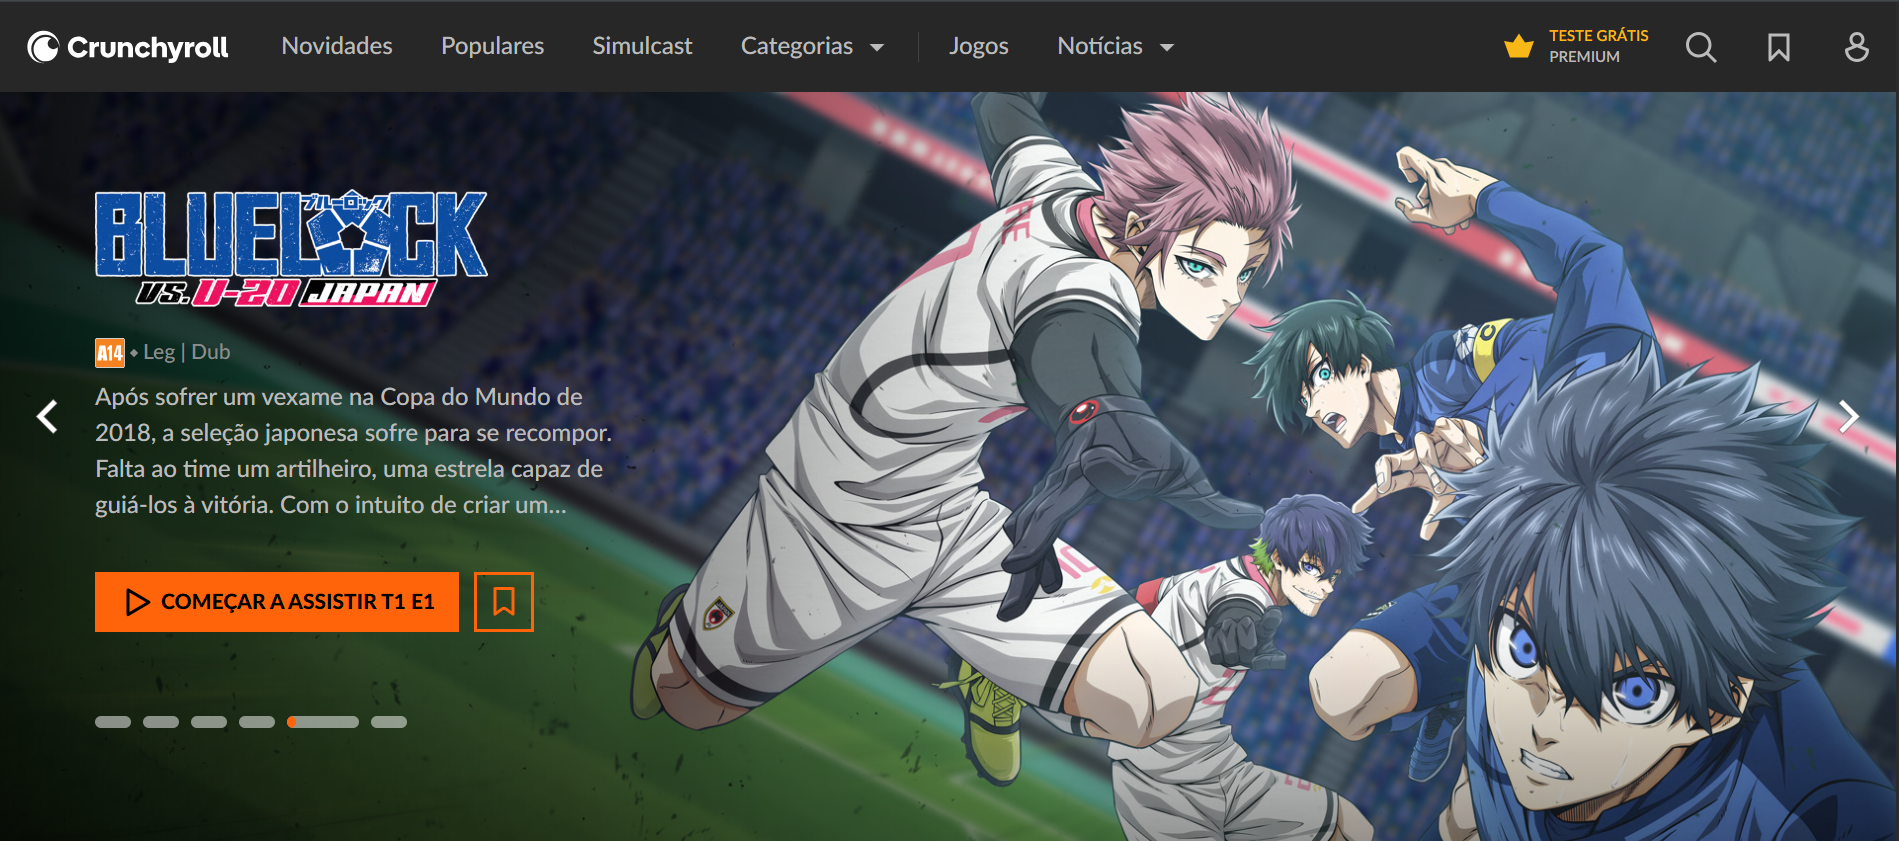 Crunchyroll
Novidades
Populares
Simulcast
Categorias
Jogos
Notícias
TESTE GRÁTIS
PREMIUM
BLUELOCK
ブルーロック
VS. U-20 JAPAN
A14 ◆ Leg | Dub
Após sofrer um vexame na Copa do Mundo de
2018, a seleção japonesa sofre para se recompor.
Falta ao time um artilheiro, uma estrela capaz de
guiá-los à vitória. Com o intuito de criar um...
COMEÇAR A ASSISTIR T1 E1